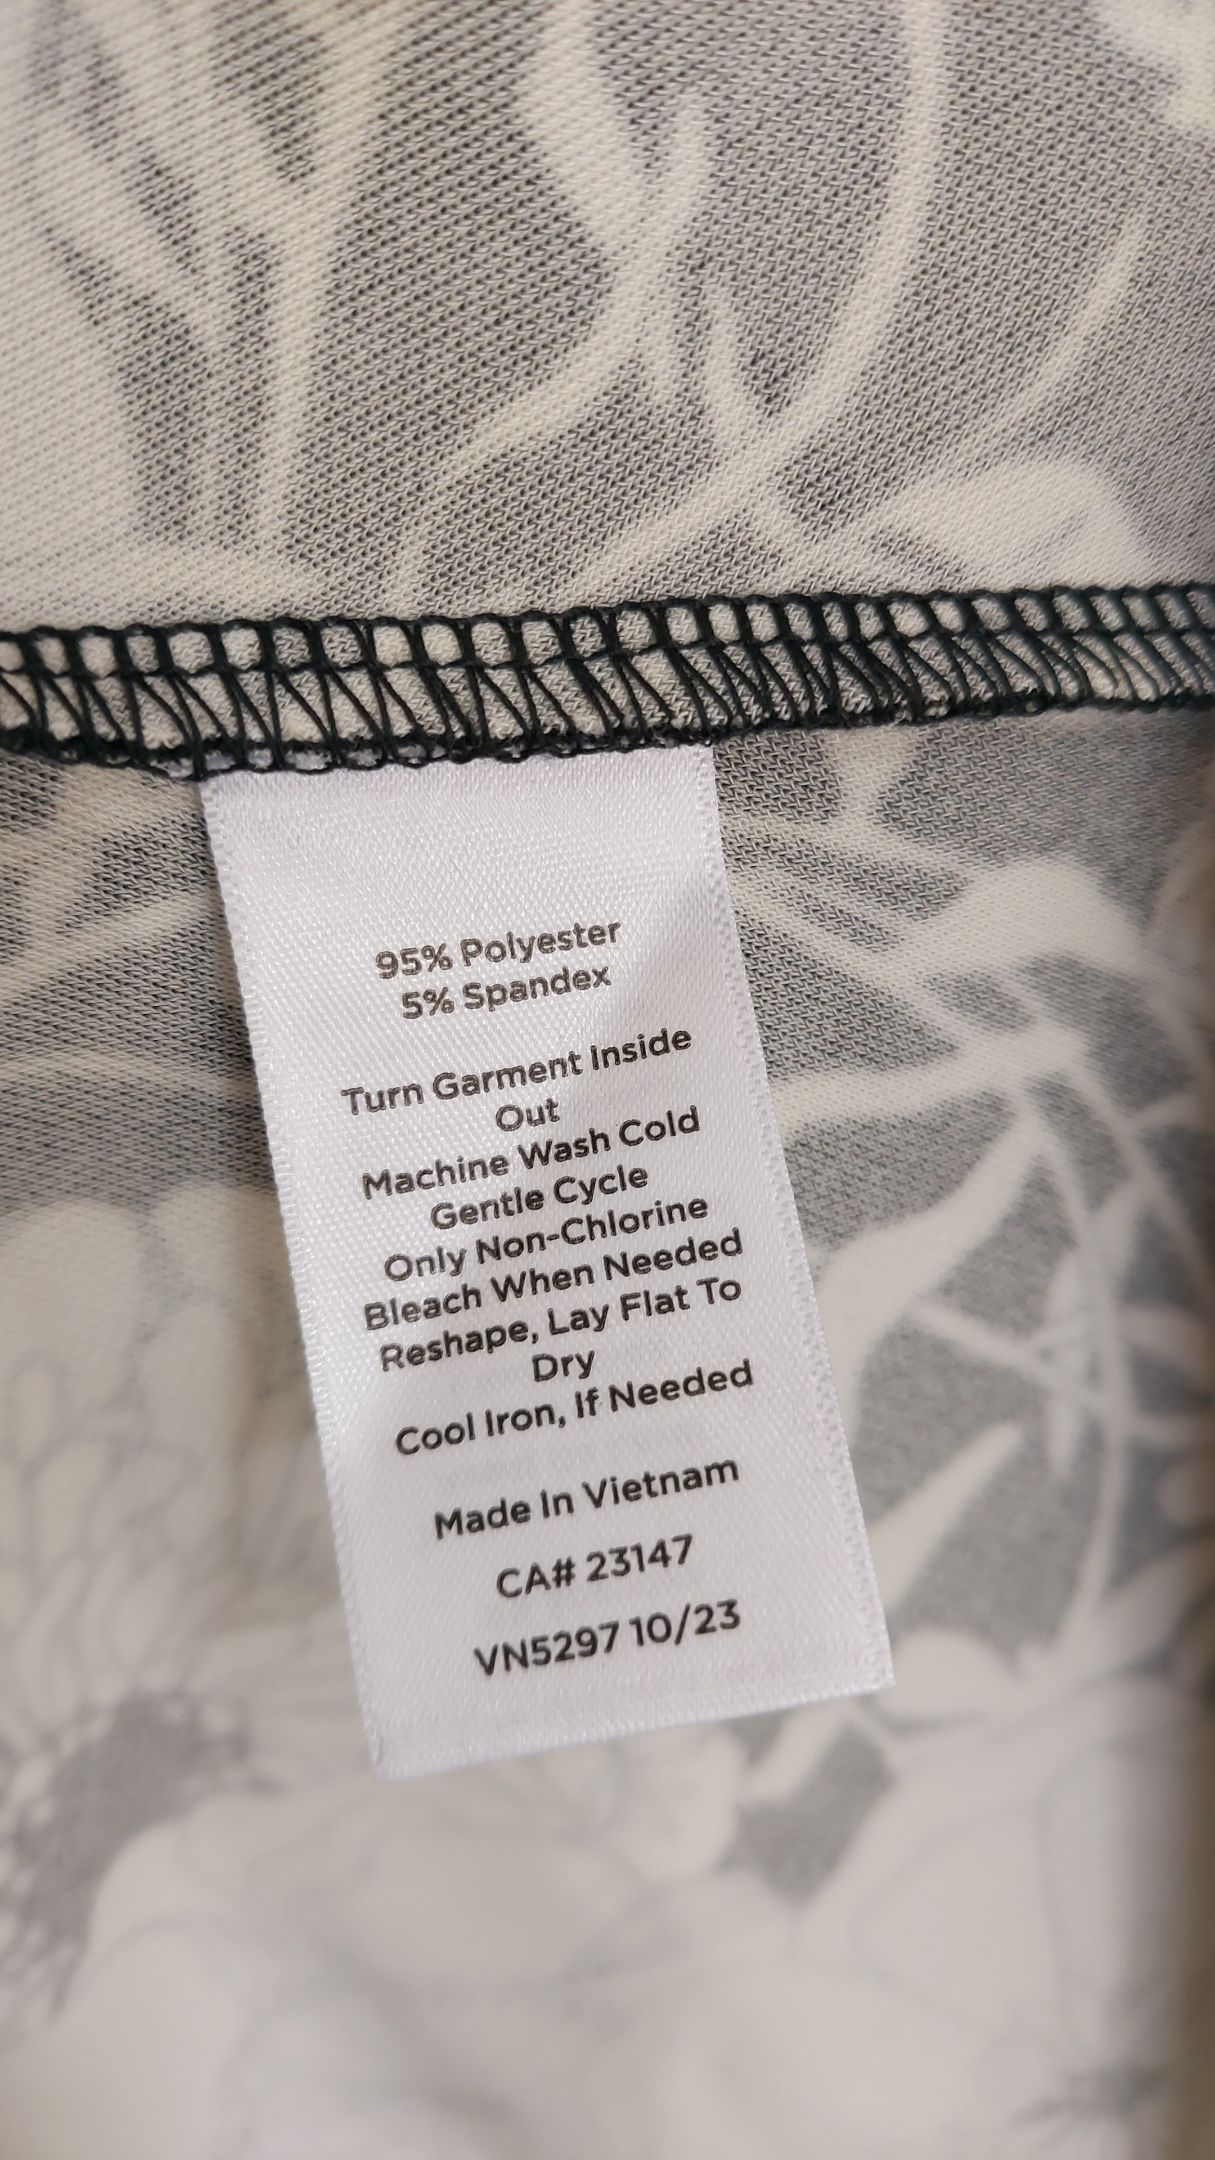 95% Polyester
5% Spandex
Turn Garment Inside
Out
Machine Wash Cold
Gentle Cycle
Only Non-Chlorine
Bleach When Needed
Reshape, Lay Flat To
Dry
Cool Iron, If Needed
Made In Vietnam
CA# 23147
VN5297 10/23